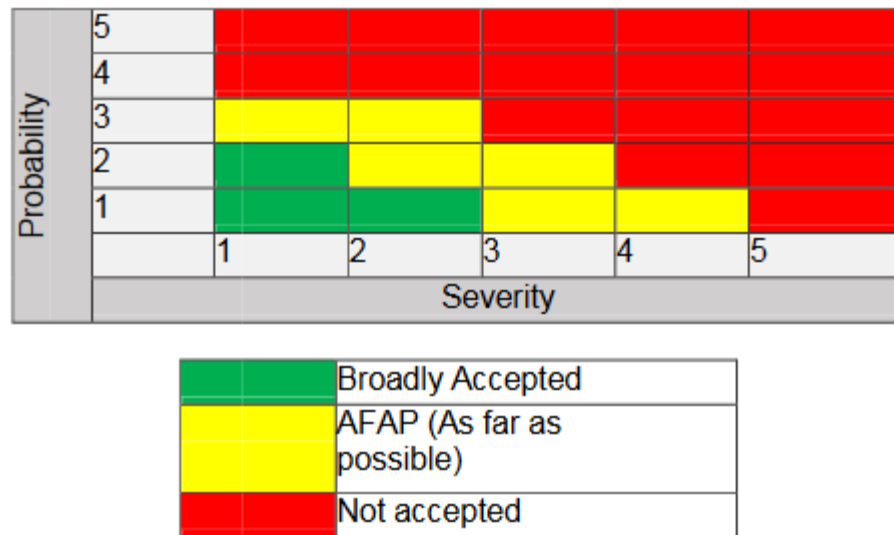 Probability
5
4
3
2
1
1 2 3 4 5
Severity
Broadly Accepted
AFAP (As far as
possible)
Not accepted